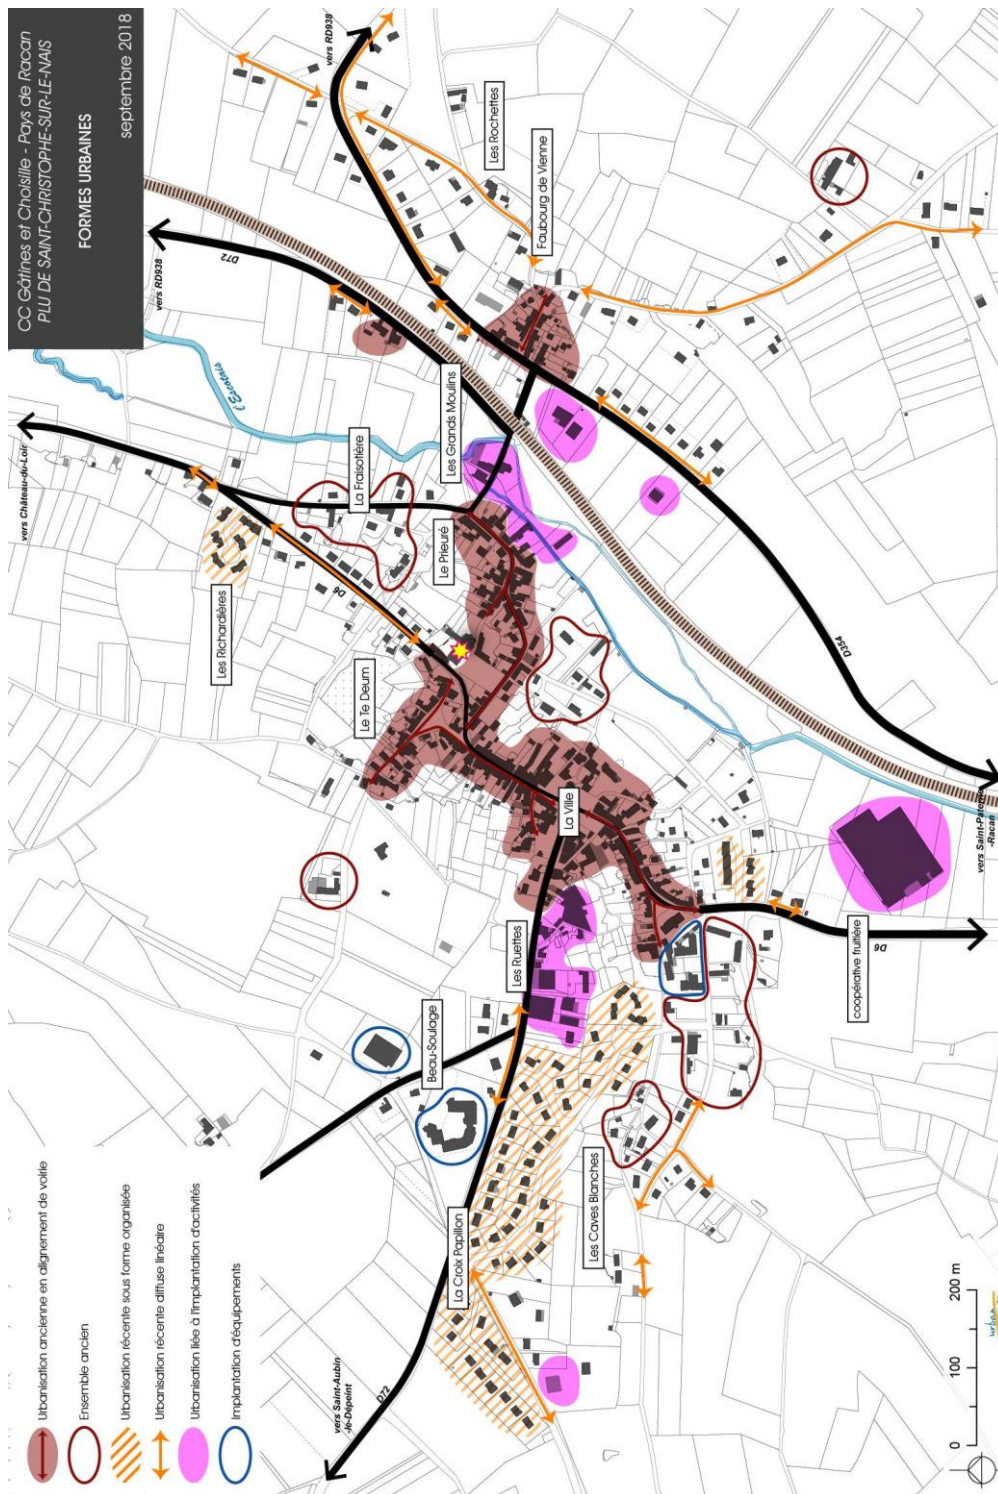 CC Gâtines et Choisille - Pays de Racan
PLU DE SAINT-CHRISTOPHE-SUR-LE-NAIS
FORMES URBAINES
septembre 2018
Urbanisation ancienne en alignement de voirie
Ensemble ancien
Urbanisation récente sous forme organisée
Urbanisation récente diffuse linéaire
Urbanisation liée à l'implantation d'activités
Implantation d'équipements
vers Saint-Aubin
-le-Dépeint
D72
La Croix Papillon
Beau-Soulage
Les Ruettes
Les Caves Blanches
La Ville
coopérative fruitière
D6
vers Saint-Paterne
-Racan
Le Te Deum
Les Richardières
D6
vers Château-du-Loir
La Fraisotière
Le Prieuré
Les Grands Moulins
l'Escotais
vers RD938
D72
vers RD938
Les Rochettes
Faubourg de Vienne
D354
0
100
200 m